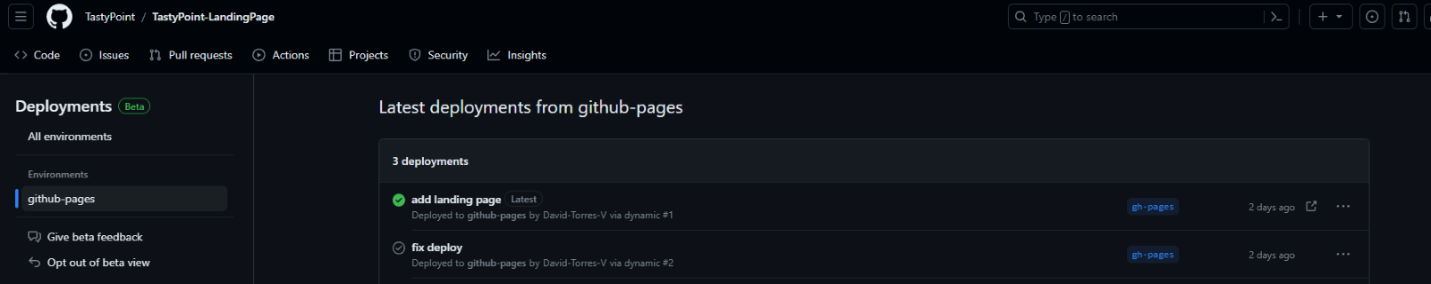 TastyPoint / TastyPoint-LandingPage
Type / to search
Code Issues Pull requests Actions Projects Security Insights
Deployments Beta
All environments
Environments
github-pages
Give beta feedback
Opt out of beta view
Latest deployments from github-pages
3 deployments
add landing page Latest
Deployed to github-pages by David-Torres-V via dynamic #1
gh-pages
2 days ago
fix deploy
Deployed to github-pages by David-Torres-V via dynamic #2
gh-pages
2 days ago